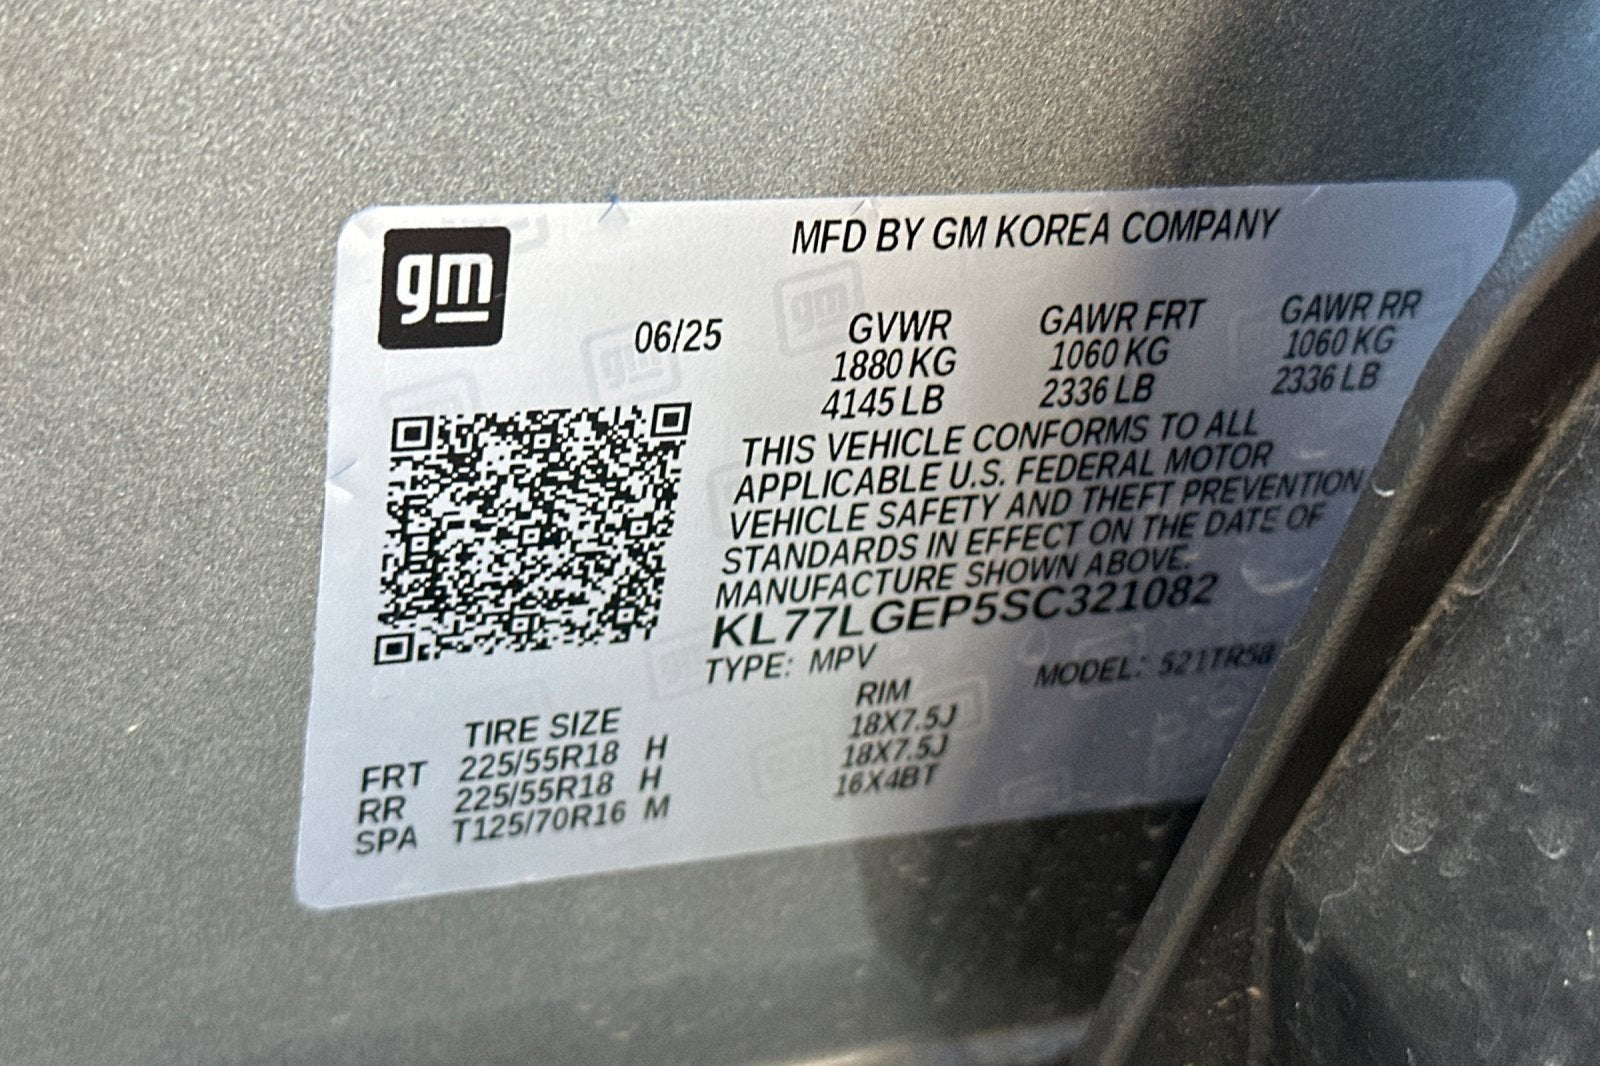 gm
MFD BY GM KOREA COMPANY
06/25
GVWR GAWR FRT GAWR RR
1880 KG 1060 KG 1060 KG
4145 LB 2336 LB 2336 LB
THIS VEHICLE CONFORMS TO ALL
APPLICABLE U.S. FEDERAL MOTOR
VEHICLE SAFETY AND THEFT PREVENTION
STANDARDS IN EFFECT ON THE DATE OF
MANUFACTURE SHOWN ABOVE.
KL77LGEP5SC321082
TYPE: MPV MODEL: 521TR58
TIRE SIZE RIM
FRT 225/55R18 H 18X7.5J
RR 225/55R18 H 18X7.5J
SPA T125/70R16 M 16X4BT